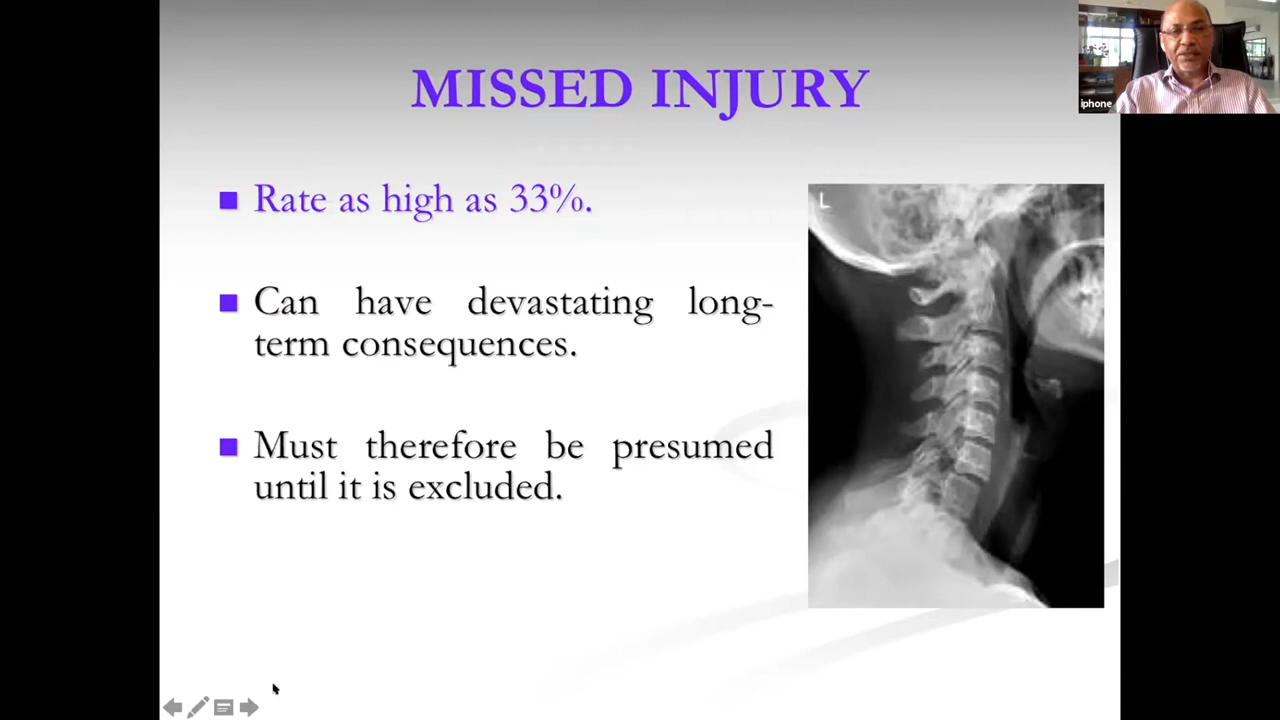 MISSED INJURY
Rate as high as 33%.
Can have devastating long-
term consequences.
Must therefore be presumed
until it is excluded.
L
iphone